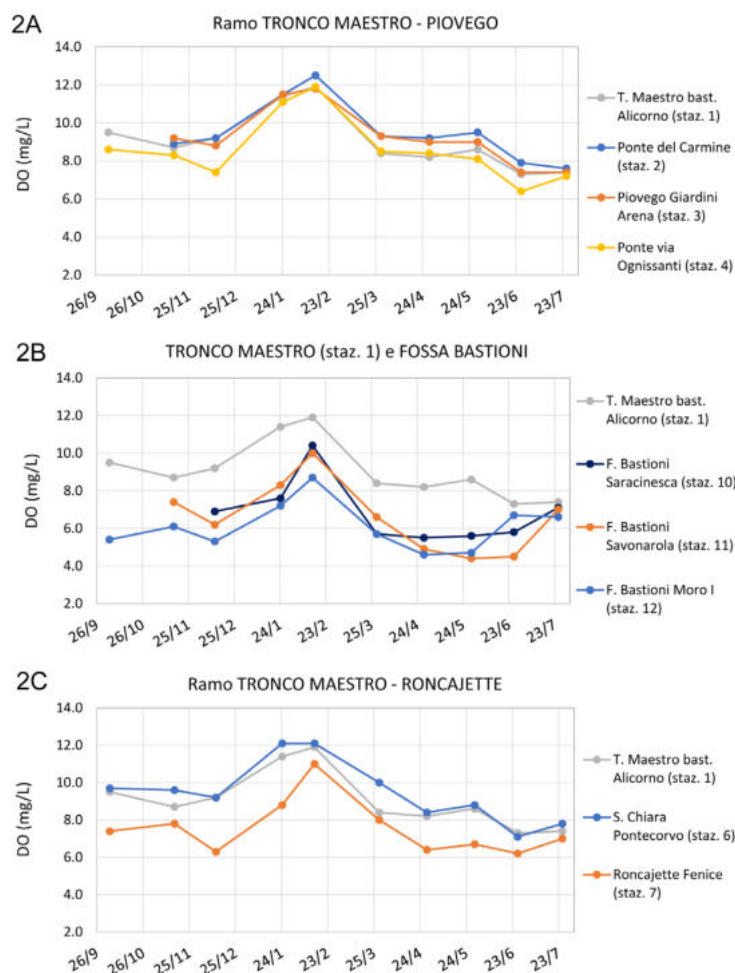 2A
Ramo TRONCO MAESTRO - PIOVEGO
14.0
12.0
10.0
8.0
6.0
4.0
2.0
DO (mg/L)
26/9
26/10
25/11
25/12
24/1
23/2
25/3
24/4
24/5
23/6
23/7
T. Maestro bast.
Alicorno (staz. 1)
Ponte del Carmine
(staz. 2)
Piovego Giardini
Arena (staz. 3)
Ponte via
Ognissanti (staz. 4)
2B
TRONCO MAESTRO (staz. 1) e FOSSA BASTIONI
14.0
12.0
10.0
8.0
6.0
4.0
2.0
DO (mg/L)
26/9
26/10
25/11
25/12
24/1
23/2
25/3
24/4
24/5
23/6
23/7
T. Maestro bast.
Alicorno (staz. 1)
F. Bastioni
Saracinesca (staz. 10)
F. Bastioni
Savonarola (staz. 11)
F. Bastioni Moro I
(staz. 12)
2C
Ramo TRONCO MAESTRO - RONCAJETTE
14.0
12.0
10.0
8.0
6.0
4.0
2.0
DO (mg/L)
26/9
26/10
25/11
25/12
24/1
23/2
25/3
24/4
24/5
23/6
23/7
T. Maestro bast.
Alicorno (staz. 1)
S. Chiara
Pontecorvo (staz. 6)
Roncajette Fenice
(staz. 7)